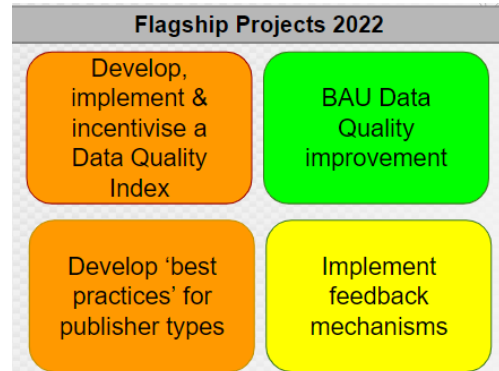 Flagship Projects 2022
Develop,
implement &
incentivise a
Data Quality
Index
BAU Data
Quality
improvement
Develop ‘best
practices’ for
publisher types
Implement
feedback
mechanisms